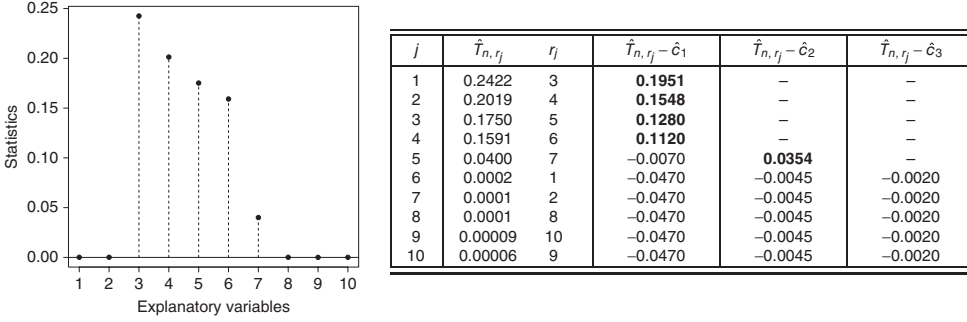 0.25
0.20
0.15
0.10
0.05
0.00
Statistics
1 2 3 4 5 6 7 8 9 10
Explanatory variables
j T̂n, rj rj T̂n, rj – ĉ1 T̂n, rj – ĉ2 T̂n, rj – ĉ3
1 0.2422 3 0.1951 – –
2 0.2019 4 0.1548 – –
3 0.1750 5 0.1280 – –
4 0.1591 6 0.1120 – –
5 0.0400 7 –0.0070 0.0354 –
6 0.0002 1 –0.0470 –0.0045 –0.0020
7 0.0001 2 –0.0470 –0.0045 –0.0020
8 0.0001 8 –0.0470 –0.0045 –0.0020
9 0.00009 10 –0.0470 –0.0045 –0.0020
10 0.00006 9 –0.0470 –0.0045 –0.0020